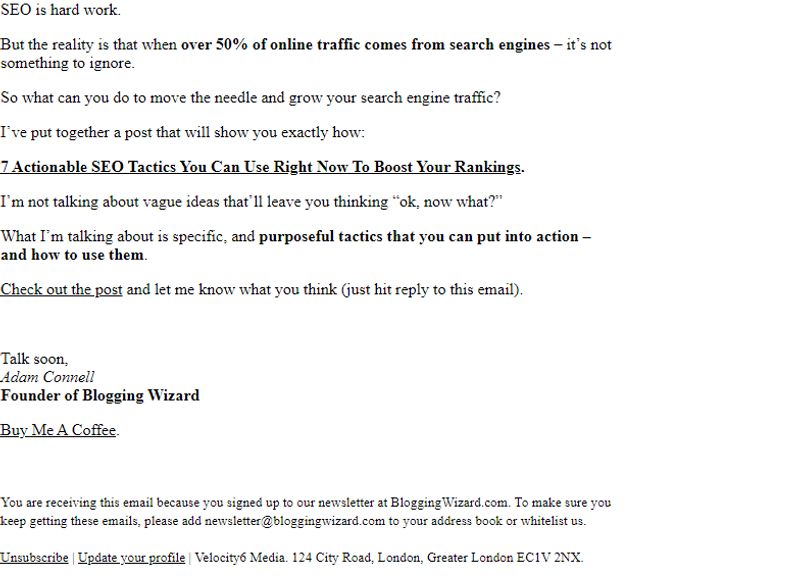 SEO is hard work.
But the reality is that when over 50% of online traffic comes from search engines – it’s not
something to ignore.
So what can you do to move the needle and grow your search engine traffic?
I’ve put together a post that will show you exactly how:
7 Actionable SEO Tactics You Can Use Right Now To Boost Your Rankings.
I’m not talking about vague ideas that’ll leave you thinking “ok, now what?”
What I’m talking about is specific, and purposeful tactics that you can put into action –
and how to use them.
Check out the post and let me know what you think (just hit reply to this email).
Talk soon,
Adam Connell
Founder of Blogging Wizard
Buy Me A Coffee.
You are receiving this email because you signed up to our newsletter at BloggingWizard.com. To make sure you
keep getting these emails, please add newsletter@bloggingwizard.com to your address book or whitelist us.
Unsubscribe | Update your profile | Velocity6 Media. 124 City Road, London, Greater London EC1V 2NX.